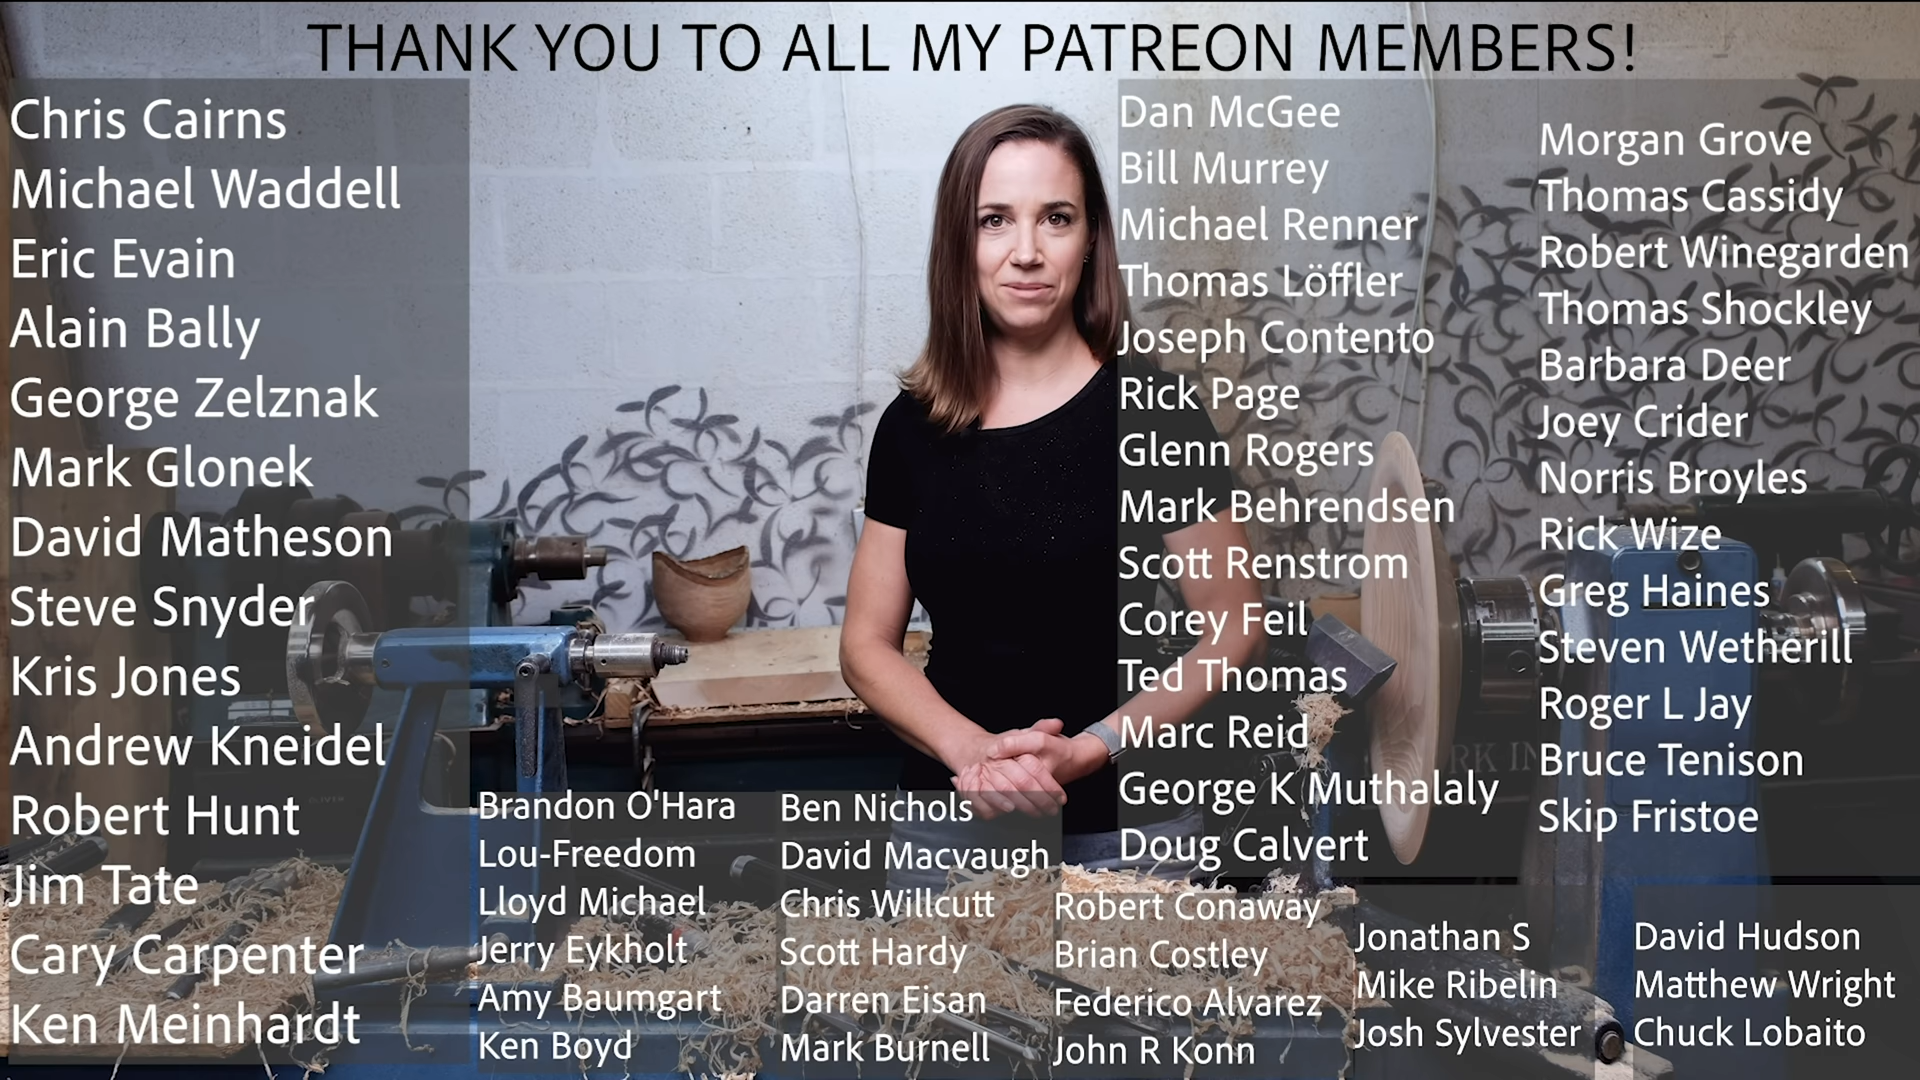 THANK YOU TO ALL MY PATREON MEMBERS!
Chris Cairns
Michael Waddell
Eric Evain
Alain Bally
George Zelznak
Mark Glonek
David Matheson
Steve Snyder
Kris Jones
Andrew Kneidel
Robert Hunt
Jim Tate
Cary Carpenter
Ken Meinhardt
Brandon O'Hara
Lou-Freedom
Lloyd Michael
Jerry Eykholt
Amy Baumgart
Ken Boyd
Ben Nichols
David Macvaugh
Chris Willcutt
Scott Hardy
Darren Eisan
Mark Burnell
Dan McGee
Bill Murrey
Michael Renner
Thomas Löffler
Joseph Contento
Rick Page
Glenn Rogers
Mark Behrendsen
Scott Renstrom
Corey Feil
Ted Thomas
Marc Reid
George K Muthalaly
Doug Calvert
Robert Conaway
Brian Costley
Federico Alvarez
John R Konn
Morgan Grove
Thomas Cassidy
Robert Winegarden
Thomas Shockley
Barbara Deer
Joey Crider
Norris Broyles
Rick Wize
Greg Haines
Steven Wetherill
Roger L Jay
Bruce Tenison
Skip Fristoe
Jonathan S
Mike Ribelin
Josh Sylvester
David Hudson
Matthew Wright
Chuck Lobaito